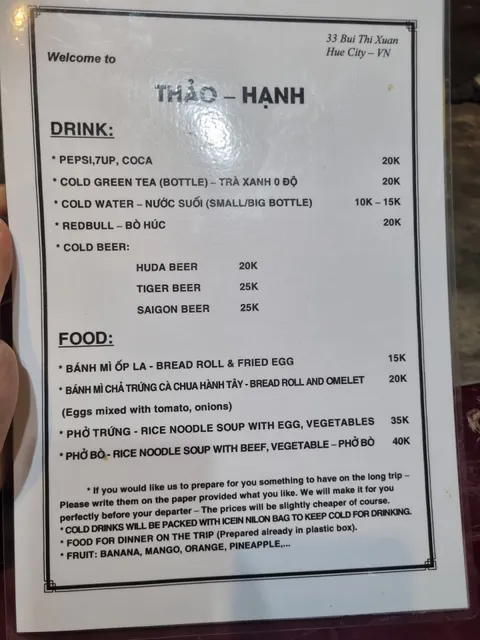 33 Bui Thi Xuan
Hue City – VN
Welcome to
THẢO – HẠNH
DRINK:
* PEPSI,7UP, COCA 20K
* COLD GREEN TEA (BOTTLE) – TRÀ XANH 0 ĐỘ 20K
* COLD WATER – NƯỚC SUỐI (SMALL/BIG BOTTLE) 10K – 15K
* REDBULL – BÒ HÚC 20K
* COLD BEER:
HUDA BEER 20K
TIGER BEER 25K
SAIGON BEER 25K
FOOD:
* BÁNH MÌ ỐP LA - BREAD ROLL & FRIED EGG 15K
* BÁNH MÌ CHẢ TRỨNG CÀ CHUA HÀNH TÂY - BREAD ROLL AND OMELET 20K
(Eggs mixed with tomato, onions)
* PHỞ TRỨNG - RICE NOODLE SOUP WITH EGG, VEGETABLES 35K
* PHỞ BÒ - RICE NOODLE SOUP WITH BEEF, VEGETABLE – PHỞ BÒ 40K
* If you would like us to prepare for you something to have on the long trip –
Please write them on the paper provided what you like. We will make it for you
perfectly before your departer – The prices will be slightly cheaper of course.
* COLD DRINKS WILL BE PACKED WITH ICEIN NILON BAG TO KEEP COLD FOR DRINKING.
* FOOD FOR DINNER ON THE TRIP (Prepared already in plastic box).
* FRUIT: BANANA, MANGO, ORANGE, PINEAPPLE,...